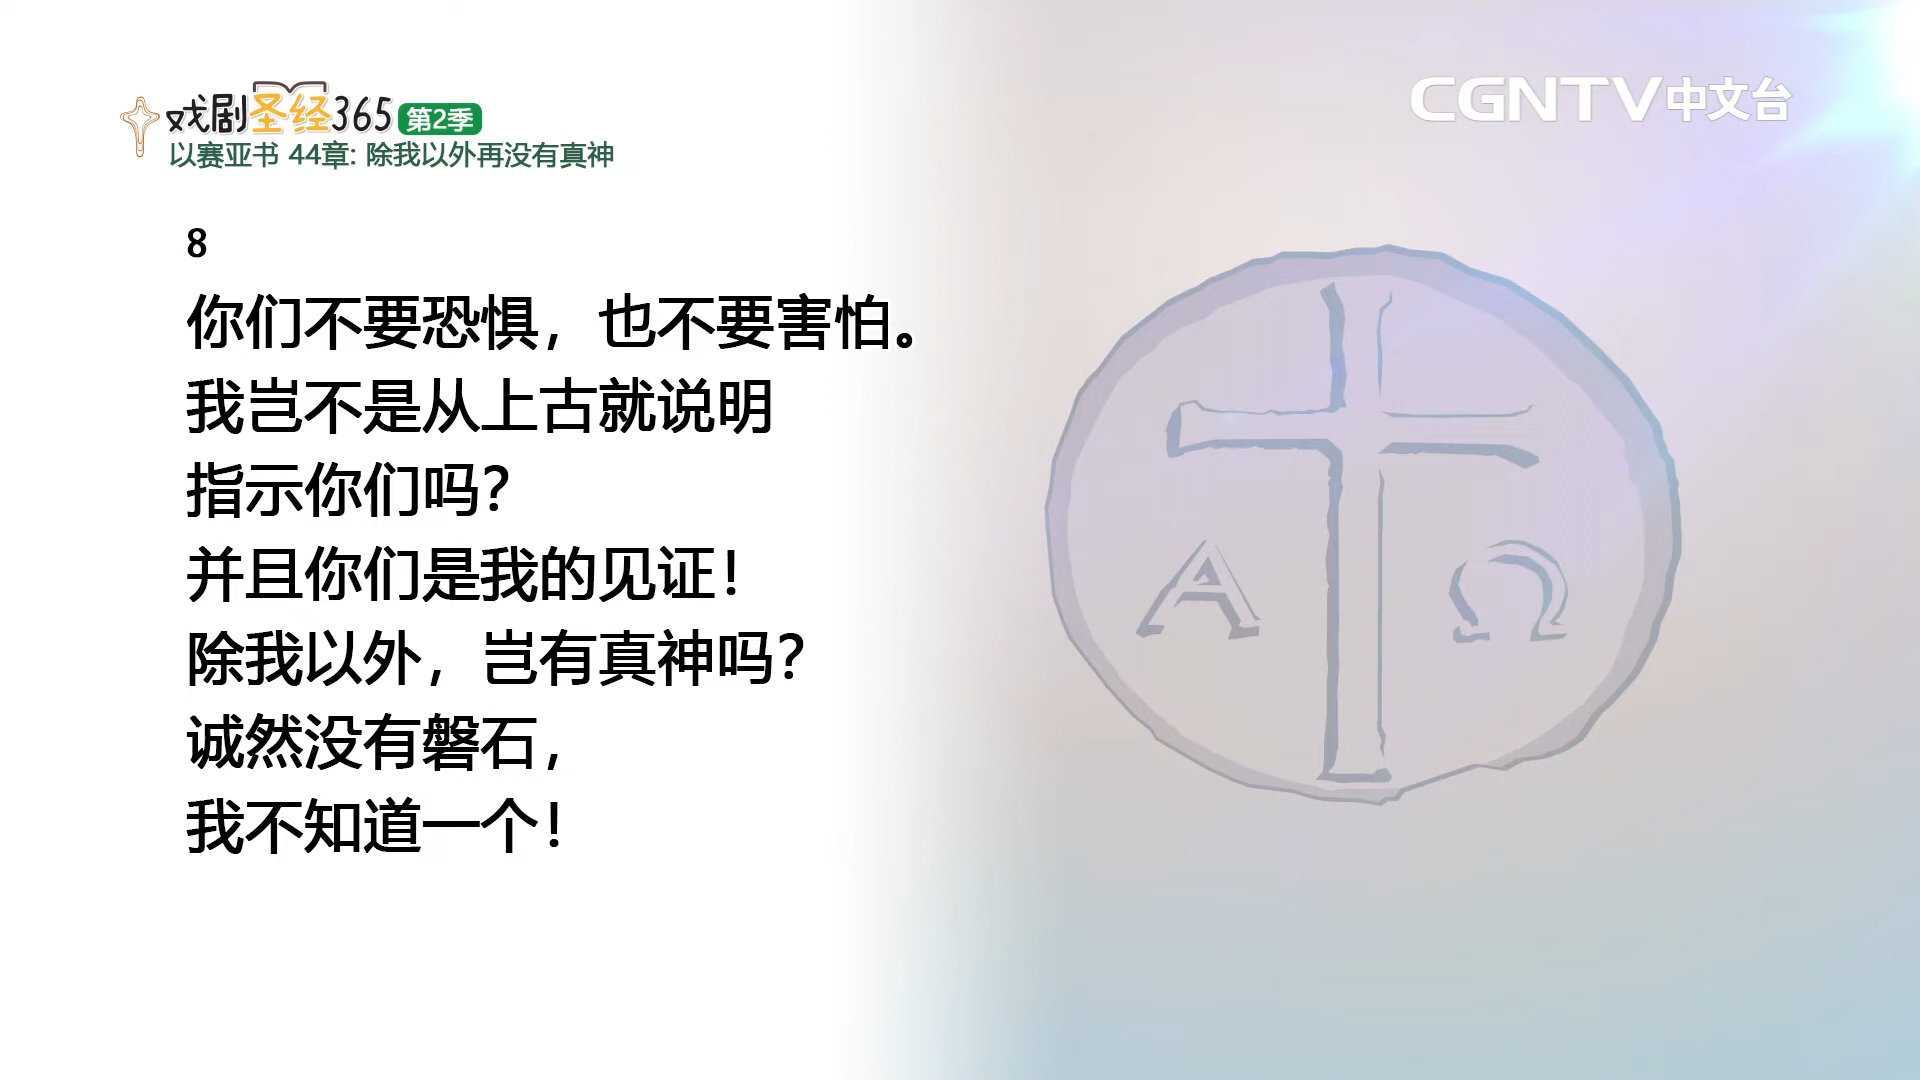 戏剧圣经365 第2季
以赛亚书 44章: 除我以外再没有真神
CGNTV中文台
8
你们不要恐惧，也不要害怕。
我岂不是从上古就说明
指示你们吗？
并且你们是我的见证！
除我以外，岂有真神吗？
诚然没有磐石，
我不知道一个！
Α Ω